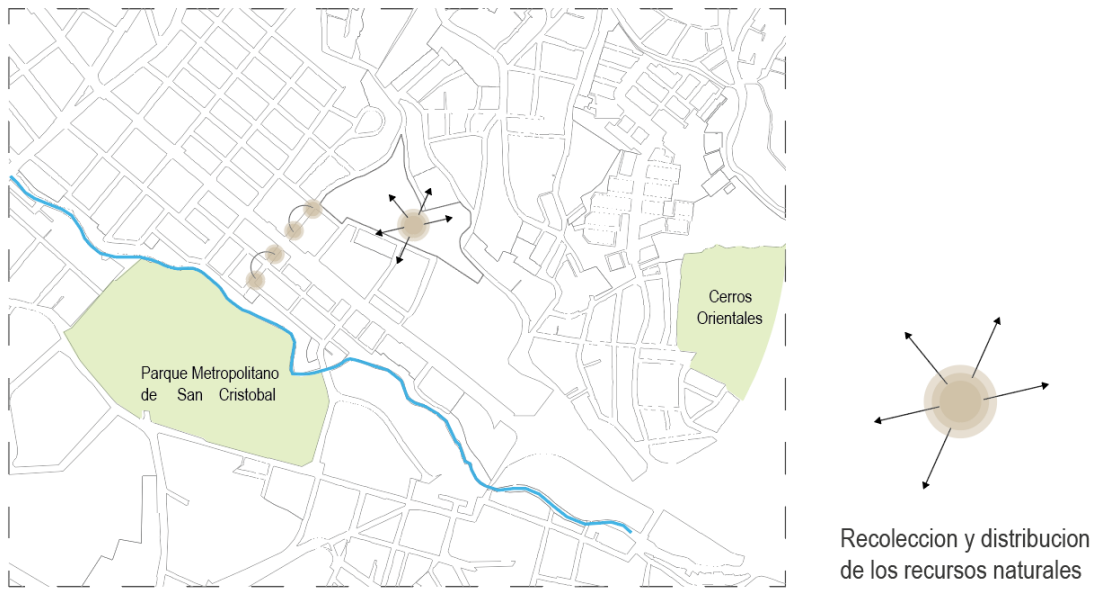 Cerros
Orientales
Parque Metropolitano
de San Cristobal
Recoleccion y distribucion
de los recursos naturales